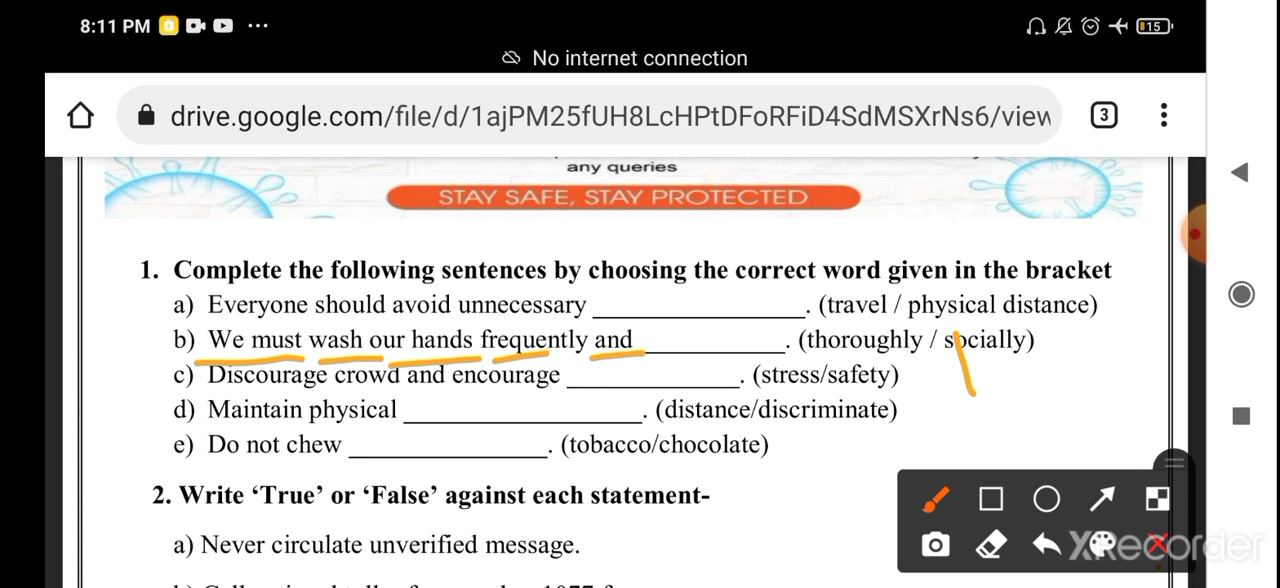 8:11 PM ...
15
No internet connection
drive.google.com/file/d/1ajPM25fUH8LcHPtDFoRFiD4SdMSXrNs6/view
3
any queries
STAY SAFE, STAY PROTECTED
1. Complete the following sentences by choosing the correct word given in the bracket
a) Everyone should avoid unnecessary ______________. (travel / physical distance)
b) We must wash our hands frequently and __________. (thoroughly / socially)
c) Discourage crowd and encourage ____________. (stress/safety)
d) Maintain physical ________________. (distance/discriminate)
e) Do not chew ______________. (tobacco/chocolate)
2. Write ‘True’ or ‘False’ against each statement-
a) Never circulate unverified message.
XRecorder